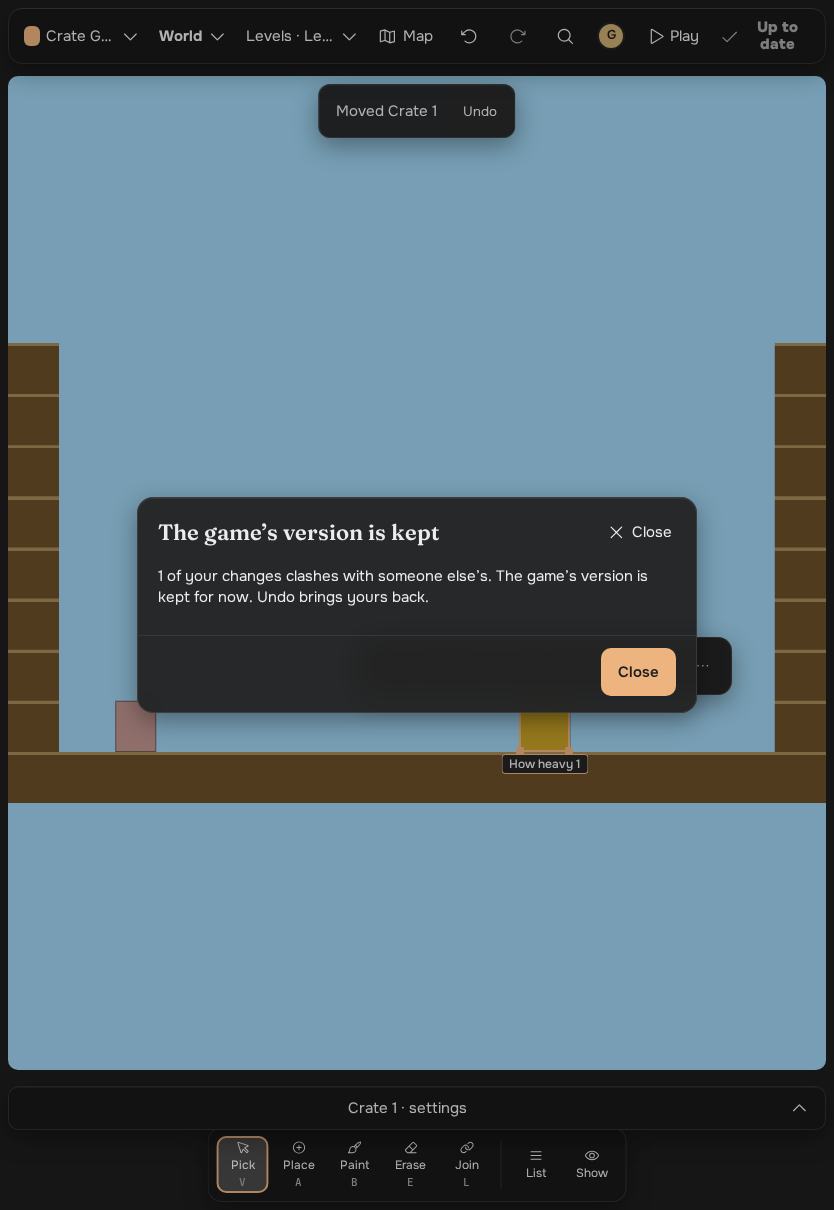 Crate G...
World
Levels · Le...
Map
G
Play
Up to
date
Moved Crate 1
Undo
The game’s version is kept
Close
1 of your changes clashes with someone else’s. The game’s version is
kept for now. Undo brings yours back.
Close
...
How heavy 1
Crate 1 · settings
Pick
V
Place
A
Paint
B
Erase
E
Join
L
List
Show